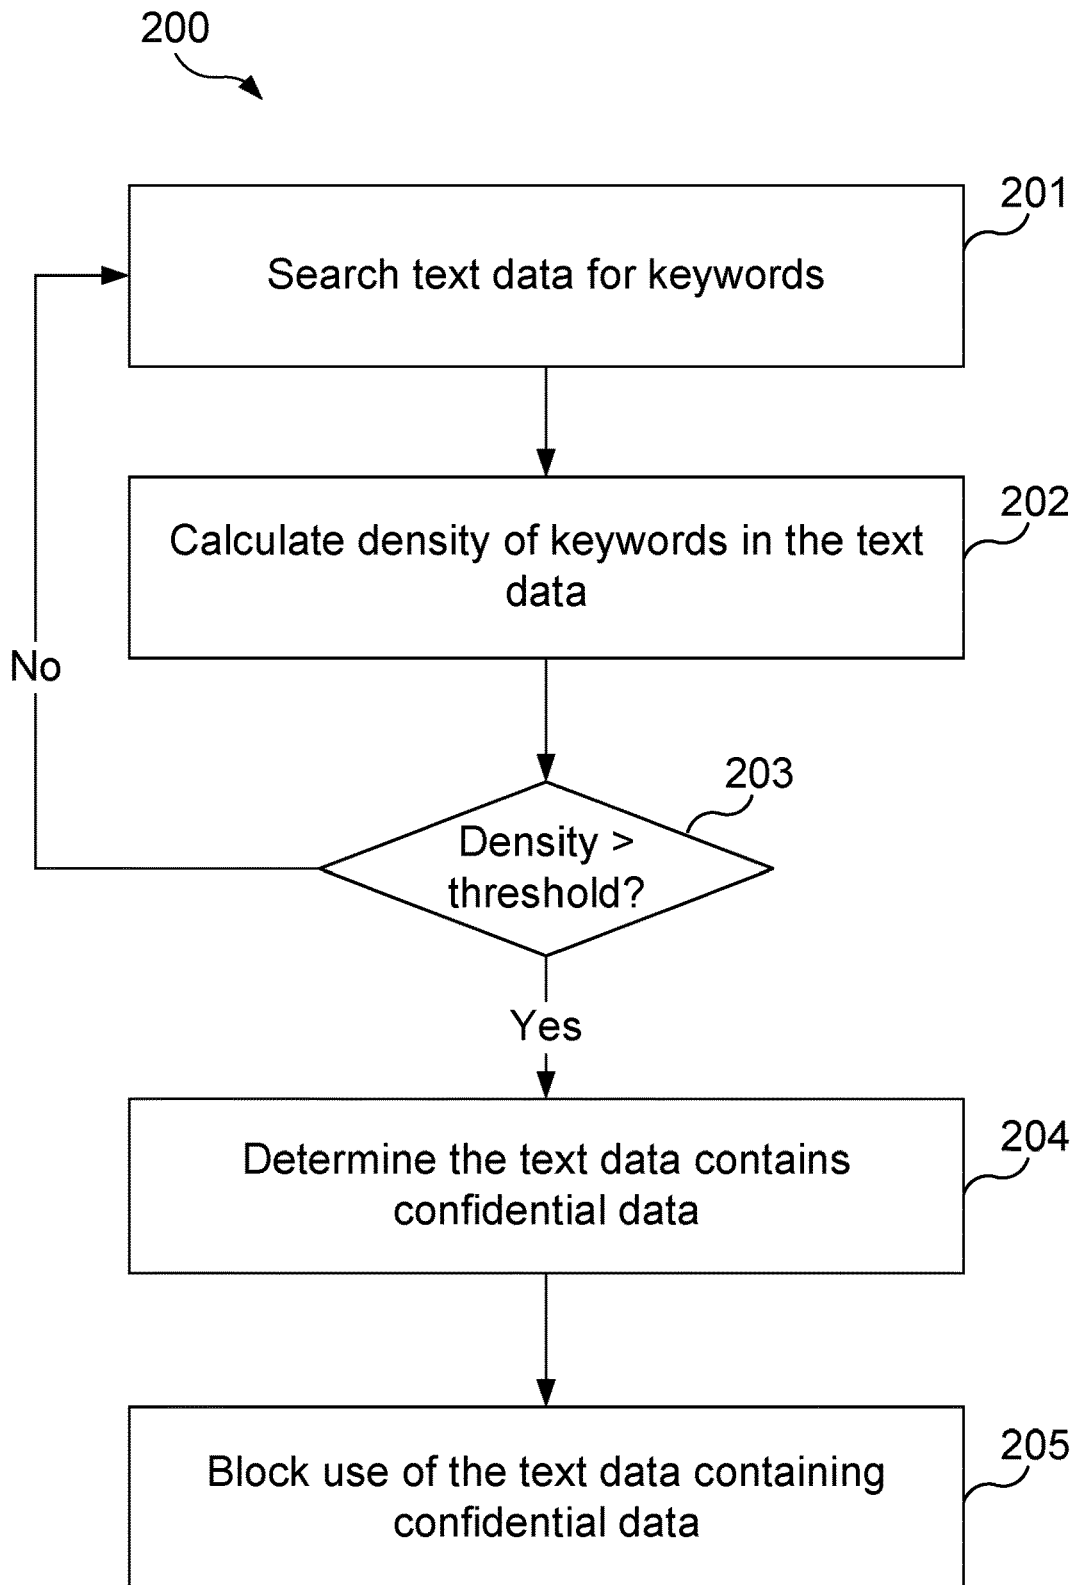 200
201
Search text data for keywords
202
Calculate density of keywords in the text
data
No
203
Density >
threshold?
Yes
204
Determine the text data contains
confidential data
205
Block use of the text data containing
confidential data